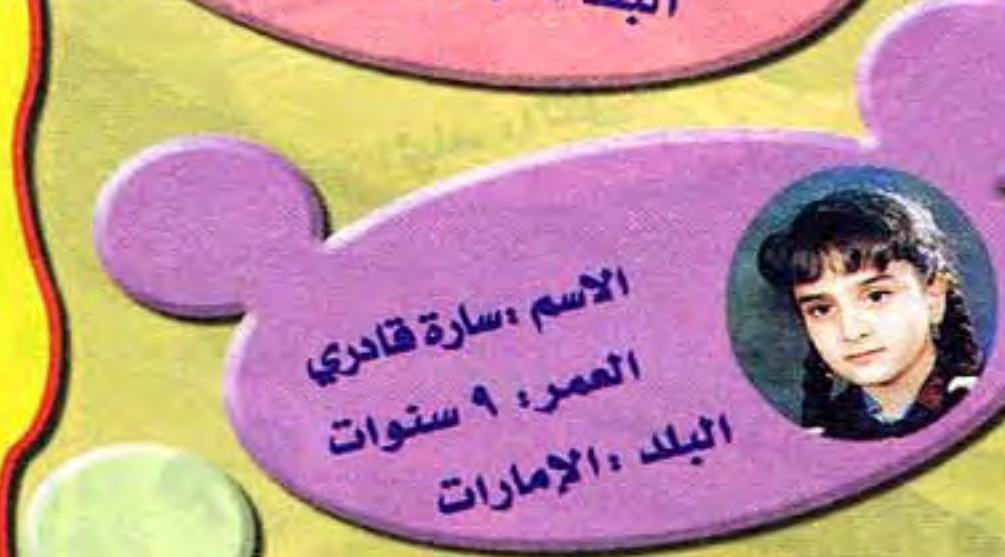 الاسم :سارة قادري
العمر: ٩ سنوات
البلد :الإمارات